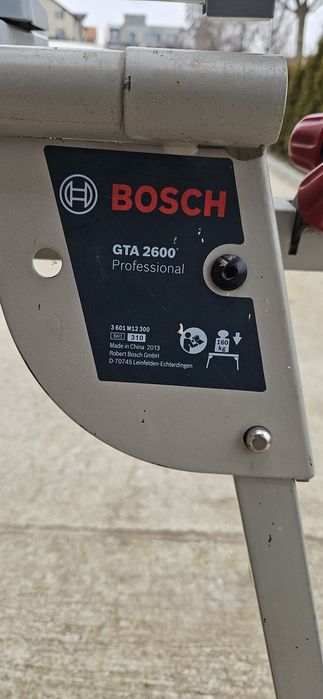 BOSCH
GTA 2600
Professional
3 601 M12 300
310
Made in China 2013
Robert Bosch GmbH
D-70745 Leinfelden-Echterdingen
160
kg